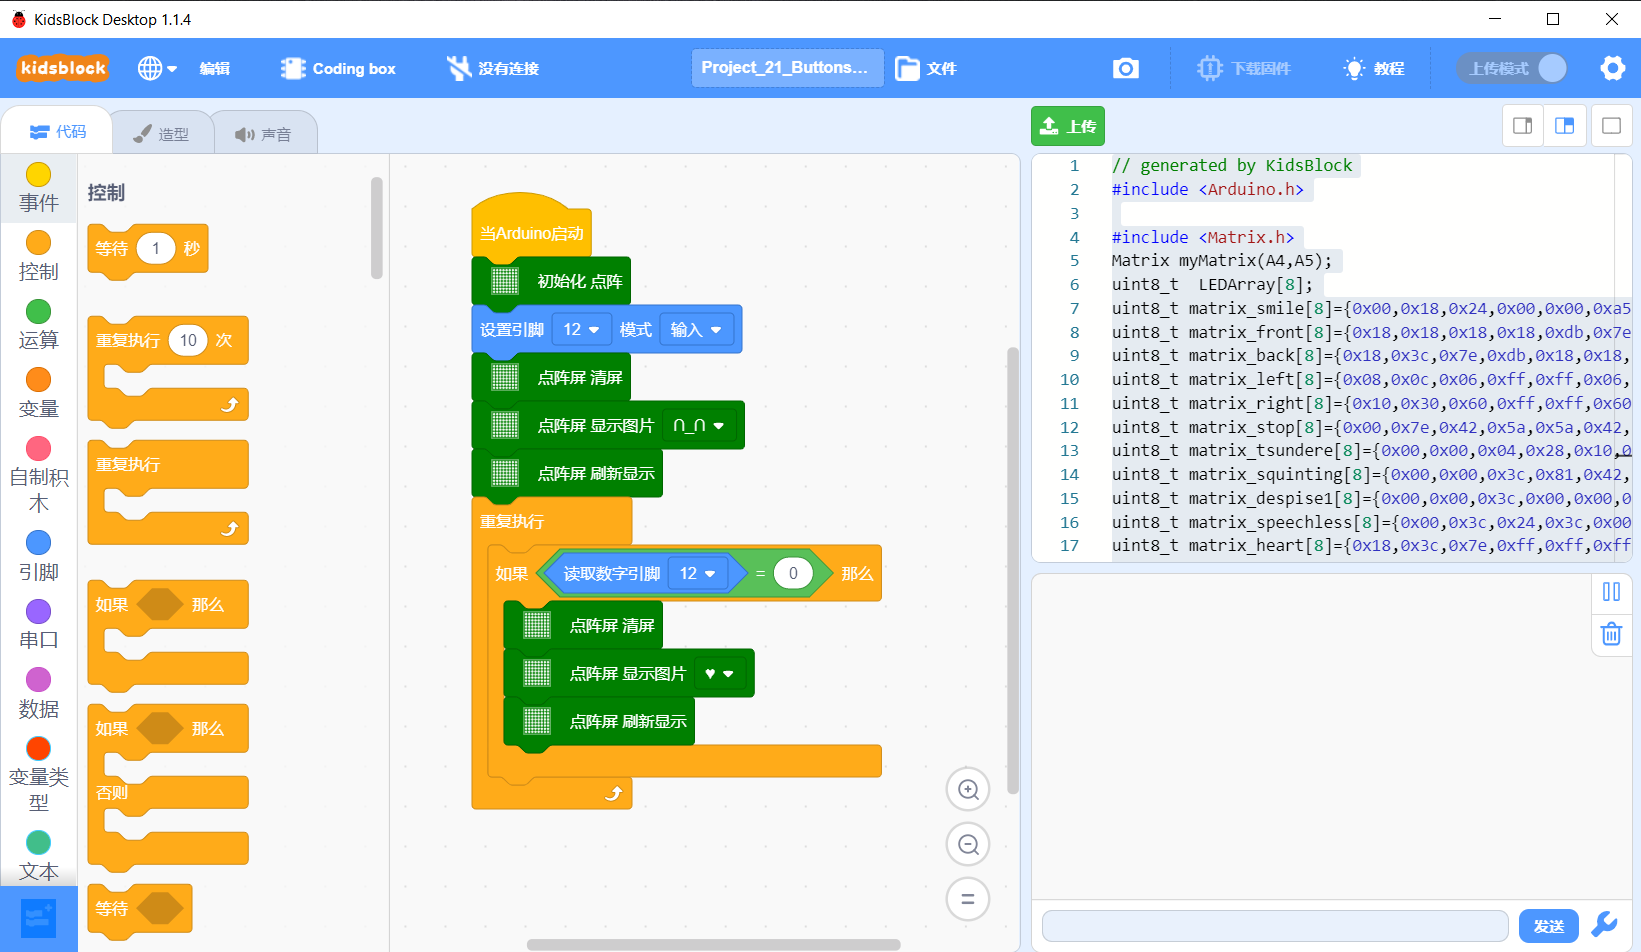 KidsBlock Desktop 1.1.4
kidsblock
编辑
Coding box
没有连接
Project_21_Buttons...
文件
下载固件
教程
上传模式
代码
造型
声音
上传
事件
控制
运算
变量
自制积木
引脚
串口
数据
变量类型
文本
控制
等待 1 秒
重复执行 10 次
重复执行
如果 那么
如果 那么
否则
等待
当Arduino启动
初始化 点阵
设置引脚 12 模式 输入
点阵屏 清屏
点阵屏 显示图片 ∩_∩
点阵屏 刷新显示
重复执行
如果 读取数字引脚 12 = 0 那么
点阵屏 清屏
点阵屏 显示图片 ♥
点阵屏 刷新显示
1 // generated by KidsBlock
2 #include <Arduino.h>
3
4 #include <Matrix.h>
5 Matrix myMatrix(A4,A5);
6 uint8_t  LEDArray[8];
7 uint8_t matrix_smile[8]={0x00,0x18,0x24,0x00,0x00,0xa5
8 uint8_t matrix_front[8]={0x18,0x18,0x18,0x18,0xdb,0x7e
9 uint8_t matrix_back[8]={0x18,0x3c,0x7e,0xdb,0x18,0x18,
10 uint8_t matrix_left[8]={0x08,0x0c,0x06,0xff,0xff,0x06,
11 uint8_t matrix_right[8]={0x10,0x30,0x60,0xff,0xff,0x60
12 uint8_t matrix_stop[8]={0x00,0x7e,0x42,0x5a,0x5a,0x42,
13 uint8_t matrix_tsundere[8]={0x00,0x00,0x04,0x28,0x10,0
14 uint8_t matrix_squinting[8]={0x00,0x00,0x3c,0x81,0x42,
15 uint8_t matrix_despise1[8]={0x00,0x00,0x3c,0x00,0x00,0
16 uint8_t matrix_speechless[8]={0x00,0x3c,0x24,0x3c,0x00
17 uint8_t matrix_heart[8]={0x18,0x3c,0x7e,0xff,0xff,0xff
发送